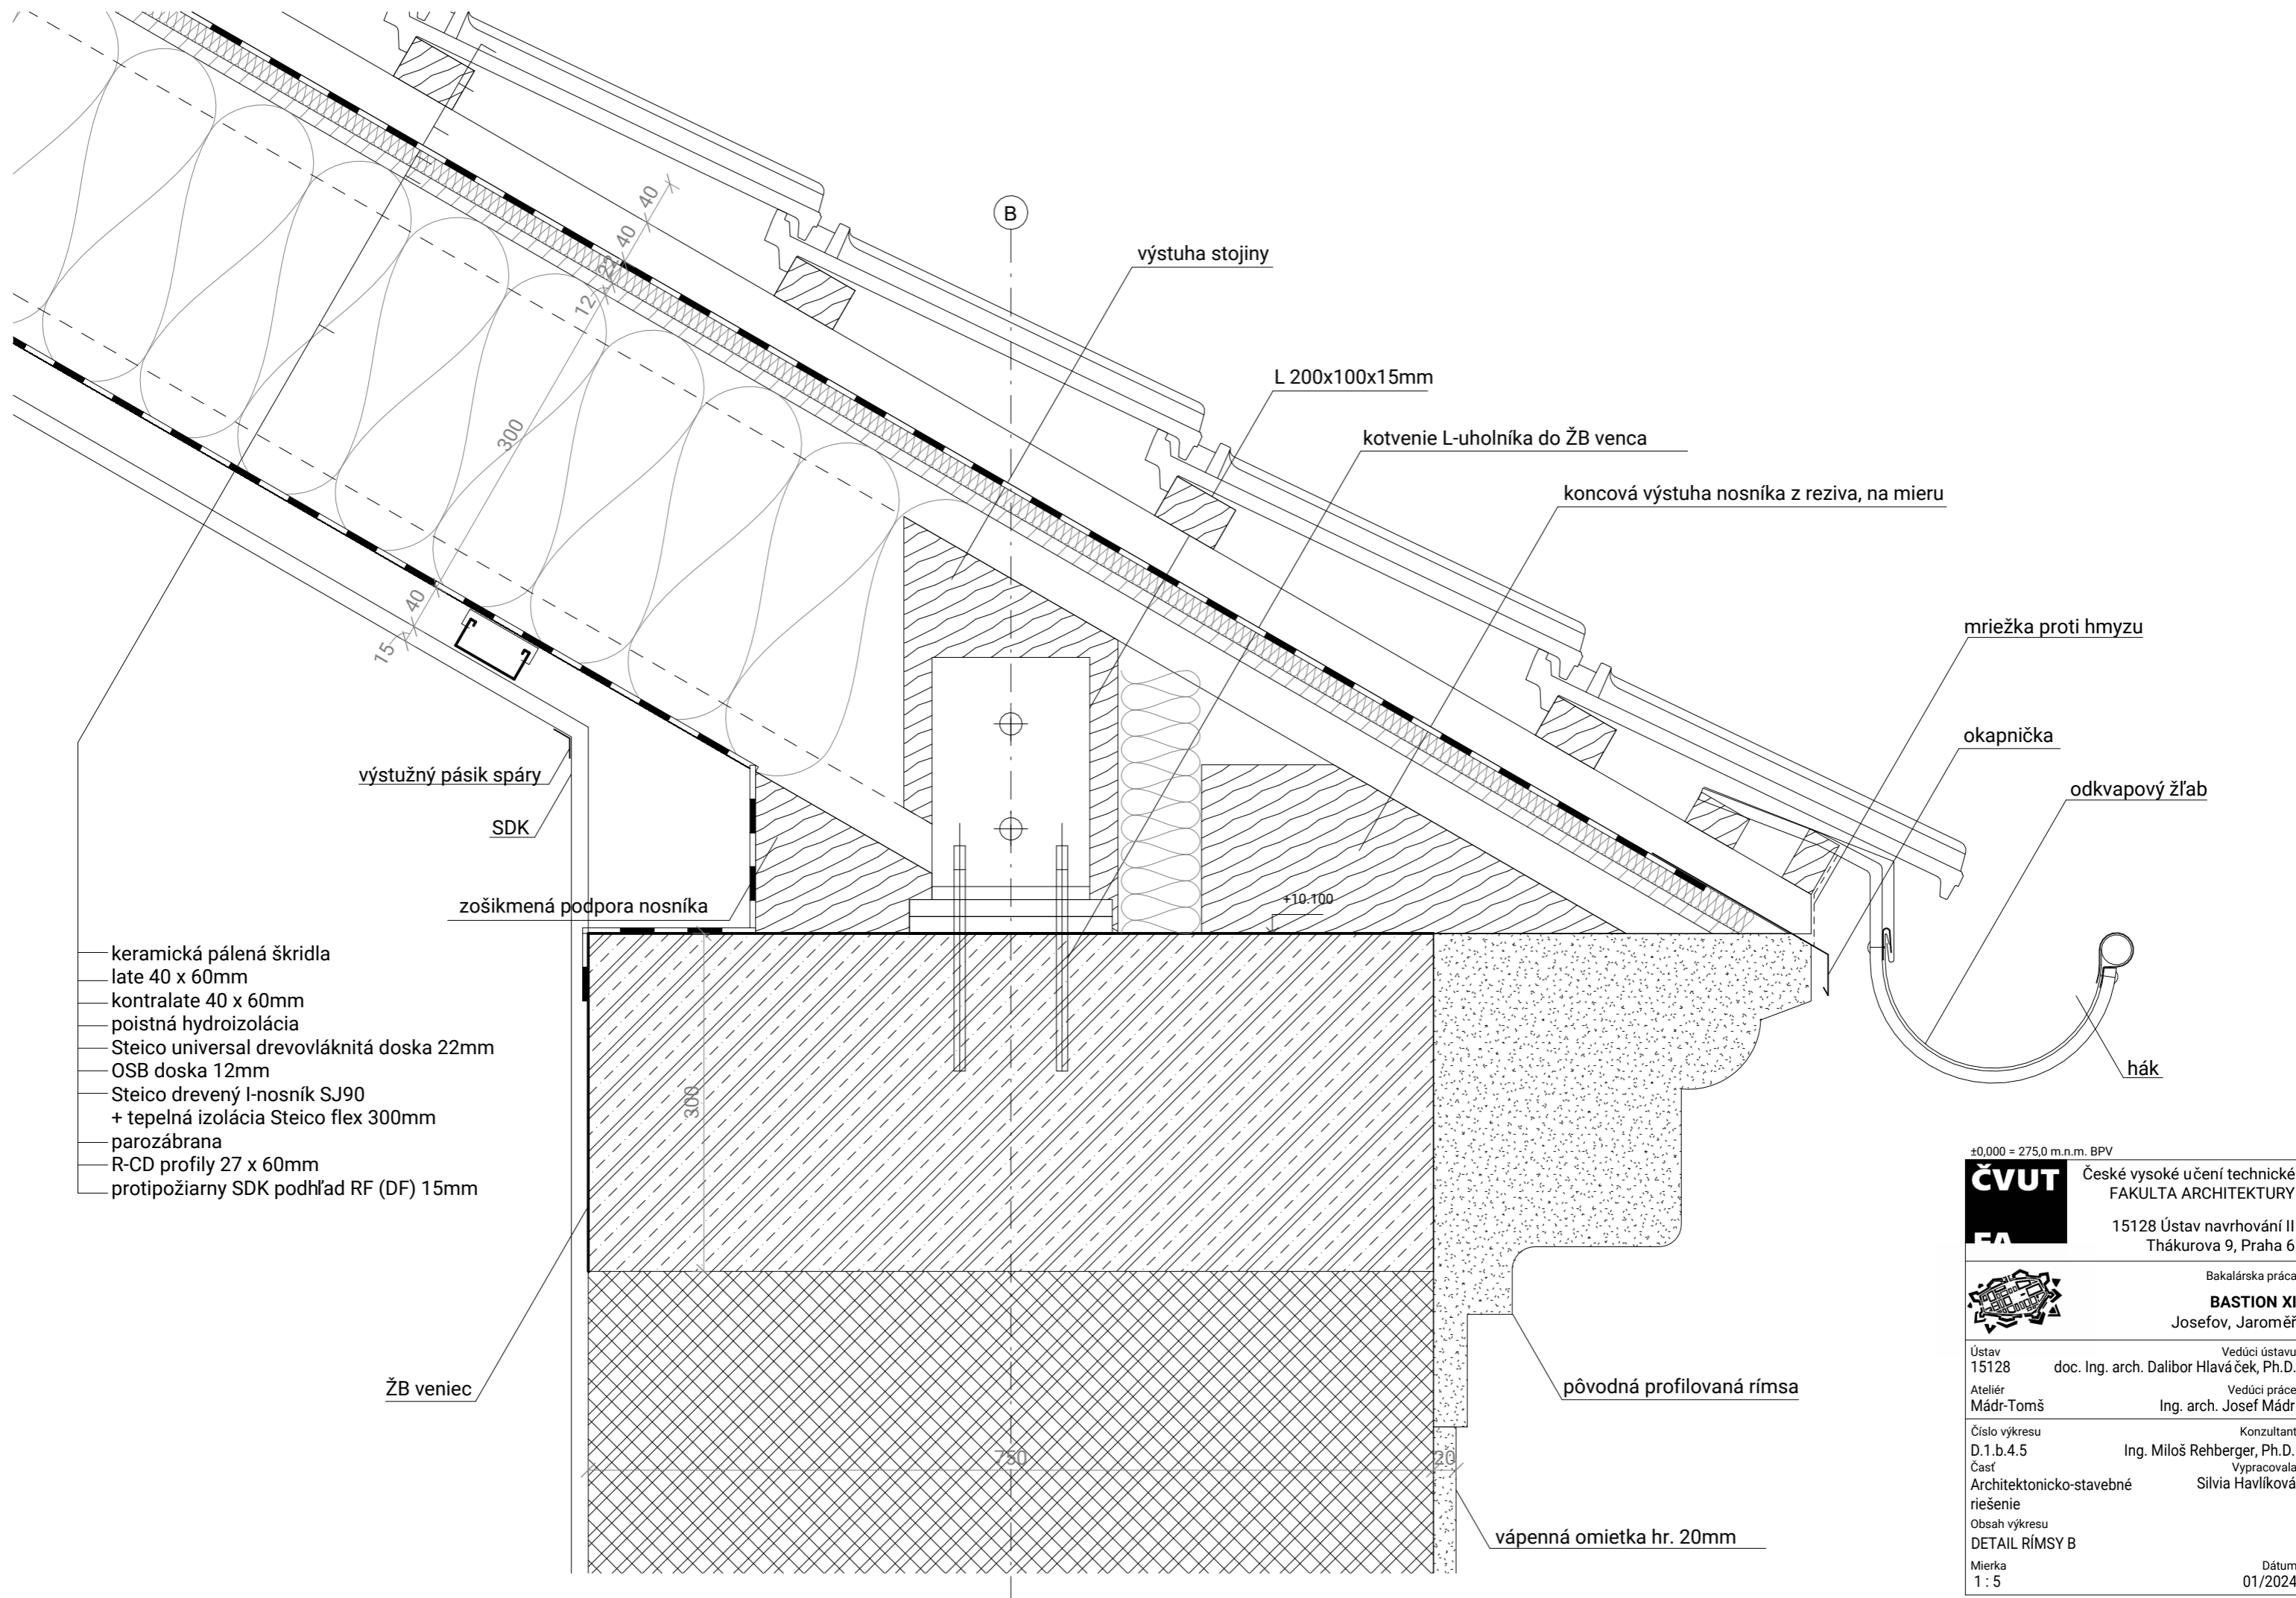 B
výstuha stojiny
L 200x100x15mm
kotvenie L-uholníka do ŽB venca
koncová výstuha nosníka z reziva, na mieru
mriežka proti hmyzu
okapnička
odkvapový žľab
hák
40
40
22
12
300
40
15
výstužný pásik spáry
SDK
zošikmená podpora nosníka
+10.100
keramická pálená škridla
late 40 x 60mm
kontralate 40 x 60mm
poistná hydroizolácia
Steico universal drevovláknitá doska 22mm
OSB doska 12mm
Steico drevený I-nosník SJ90
+ tepelná izolácia Steico flex 300mm
parozábrana
R-CD profily 27 x 60mm
protipožiarny SDK podhľad RF (DF) 15mm
300
ŽB veniec
750
20
pôvodná profilovaná rímsa
vápenná omietka hr. 20mm
±0,000 = 275,0 m.n.m. BPV
ČVUT
FA
České vysoké učení technické
FAKULTA ARCHITEKTURY
15128 Ústav navrhování II
Thákurova 9, Praha 6
Bakalárska práca
BASTION XI
Josefov, Jaroměř
Ústav Vedúci ústavu
15128 doc. Ing. arch. Dalibor Hlaváček, Ph.D.
Ateliér Vedúci práce
Mádr-Tomš Ing. arch. Josef Mádr
Číslo výkresu Konzultant
D.1.b.4.5 Ing. Miloš Rehberger, Ph.D.
Časť Vypracovala
Architektonicko-stavebné Silvia Havlíková
riešenie
Obsah výkresu
DETAIL RÍMSY B
Mierka Dátum
1 : 5 01/2024